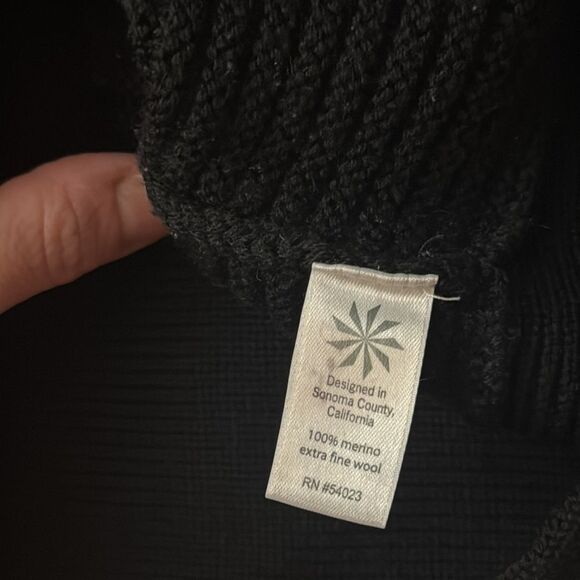 Designed in
Sonoma County,
California
100% merino
extra fine wool
RN #54023